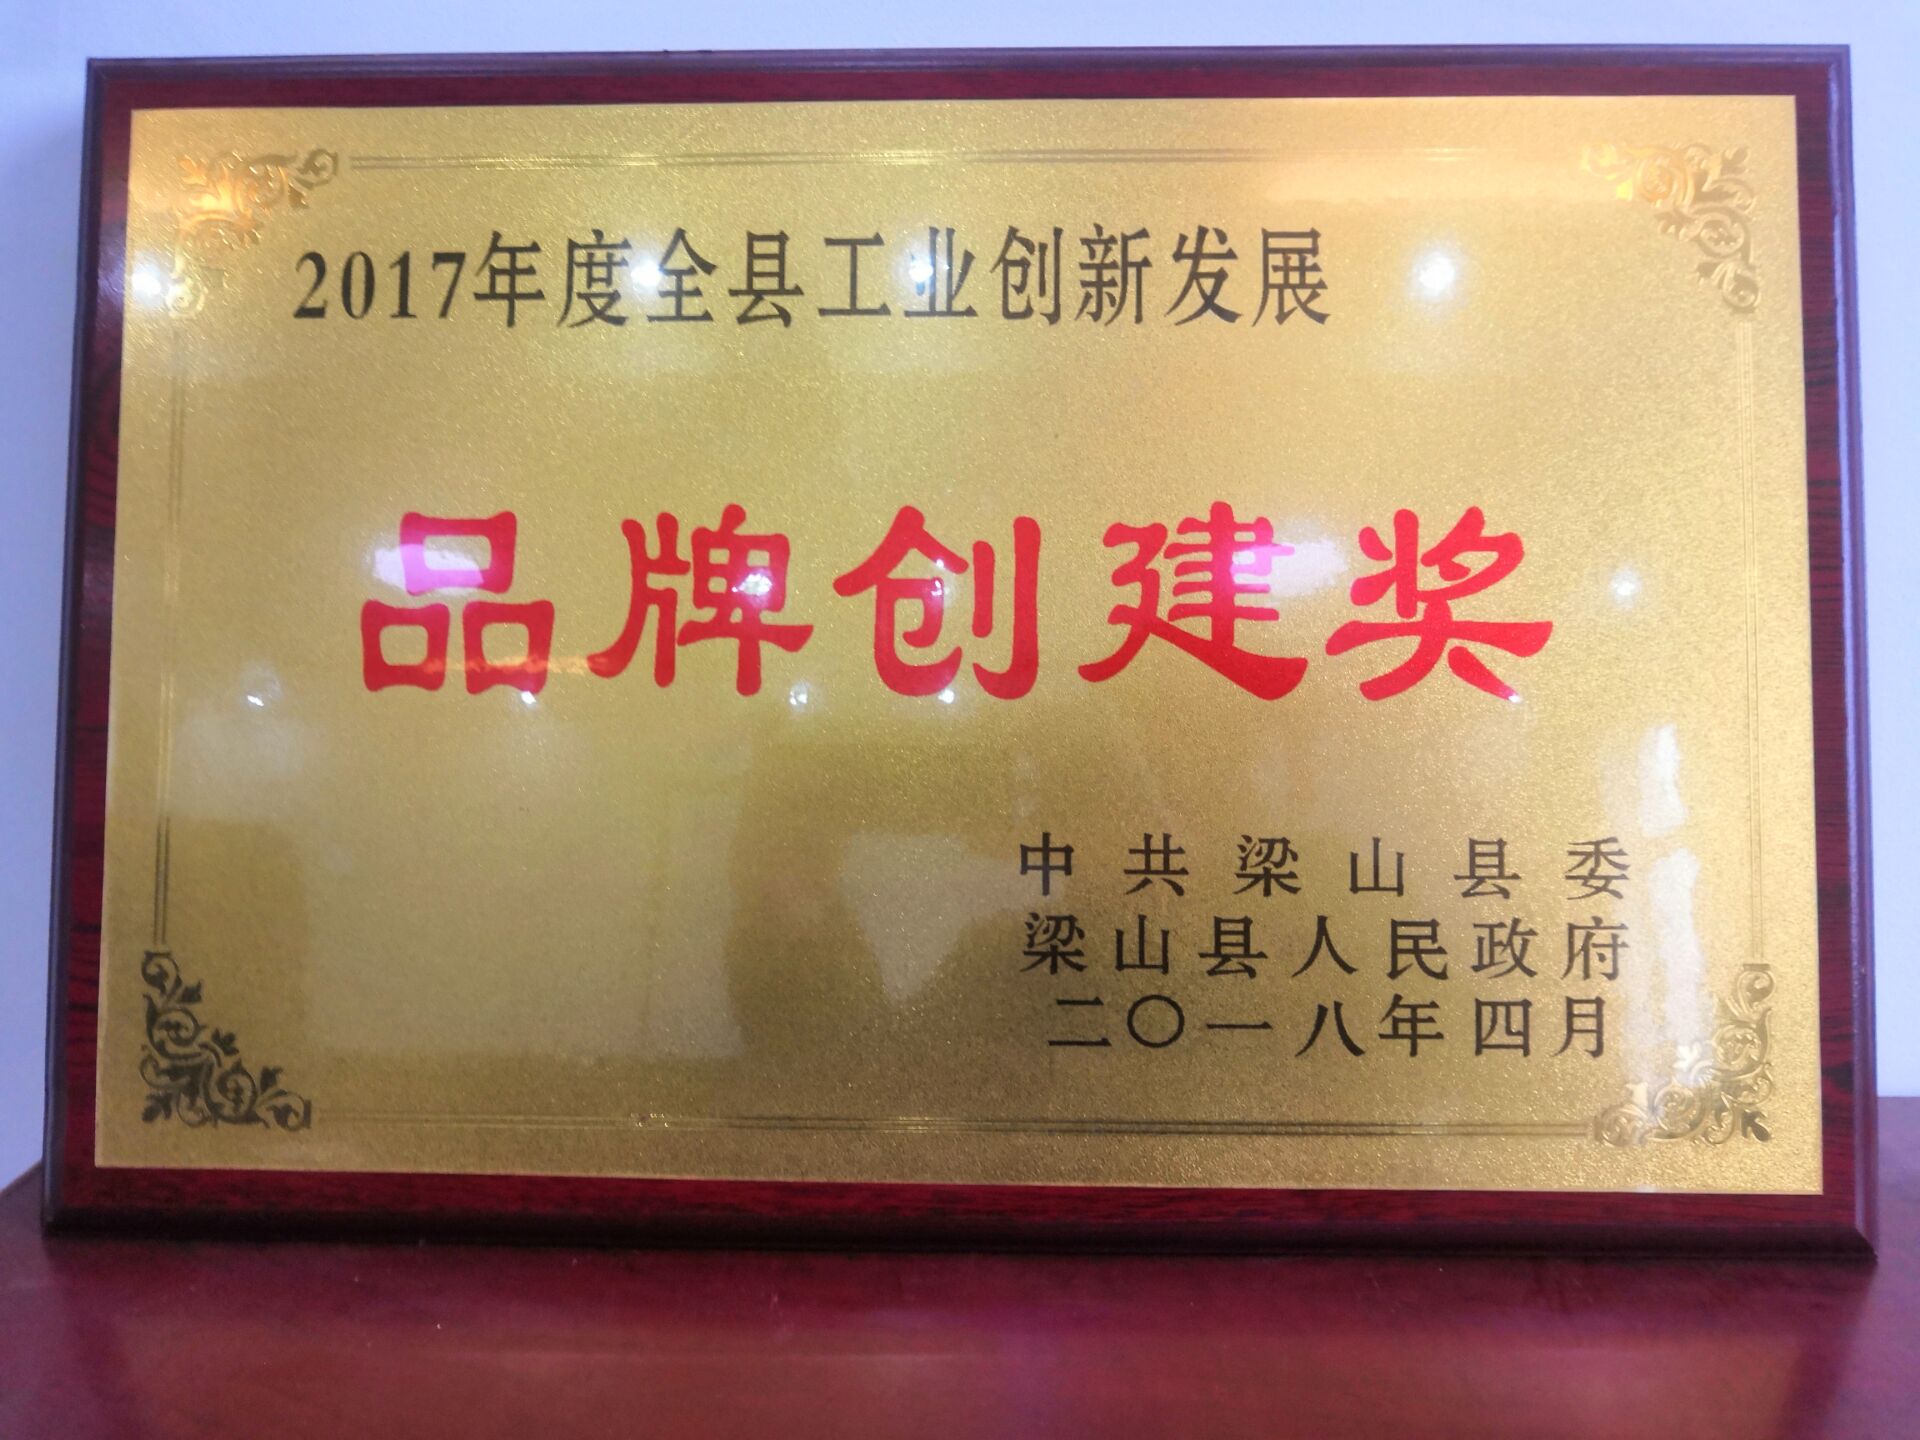 2017年度全县工业创新发展
品牌创建奖
中共梁山县委
梁山县人民政府
二〇一八年四月